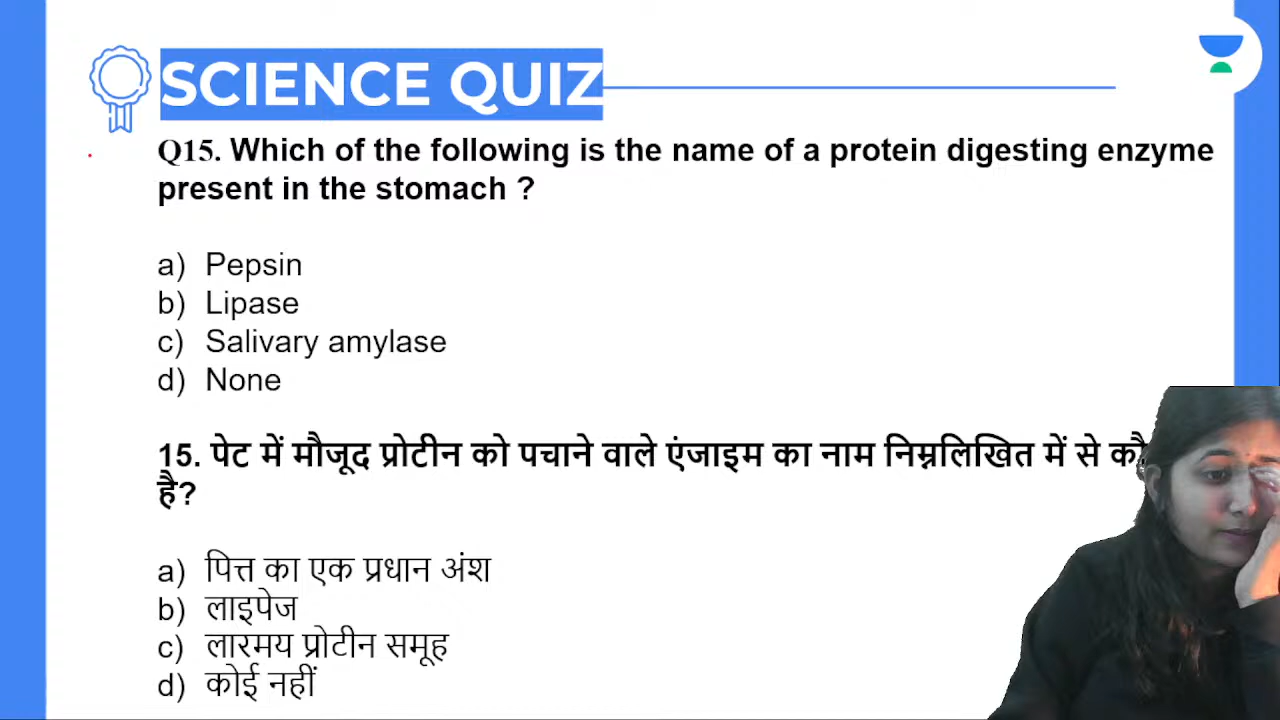 SCIENCE QUIZ
Q15. Which of the following is the name of a protein digesting enzyme
present in the stomach ?
a) Pepsin
b) Lipase
c) Salivary amylase
d) None
15. पेट में मौजूद प्रोटीन को पचाने वाले एंजाइम का नाम निम्नलिखित में से
है?
a) पित्त का एक प्रधान अंश
b) लाइपेज
c) लारमय प्रोटीन समूह
d) कोई नहीं